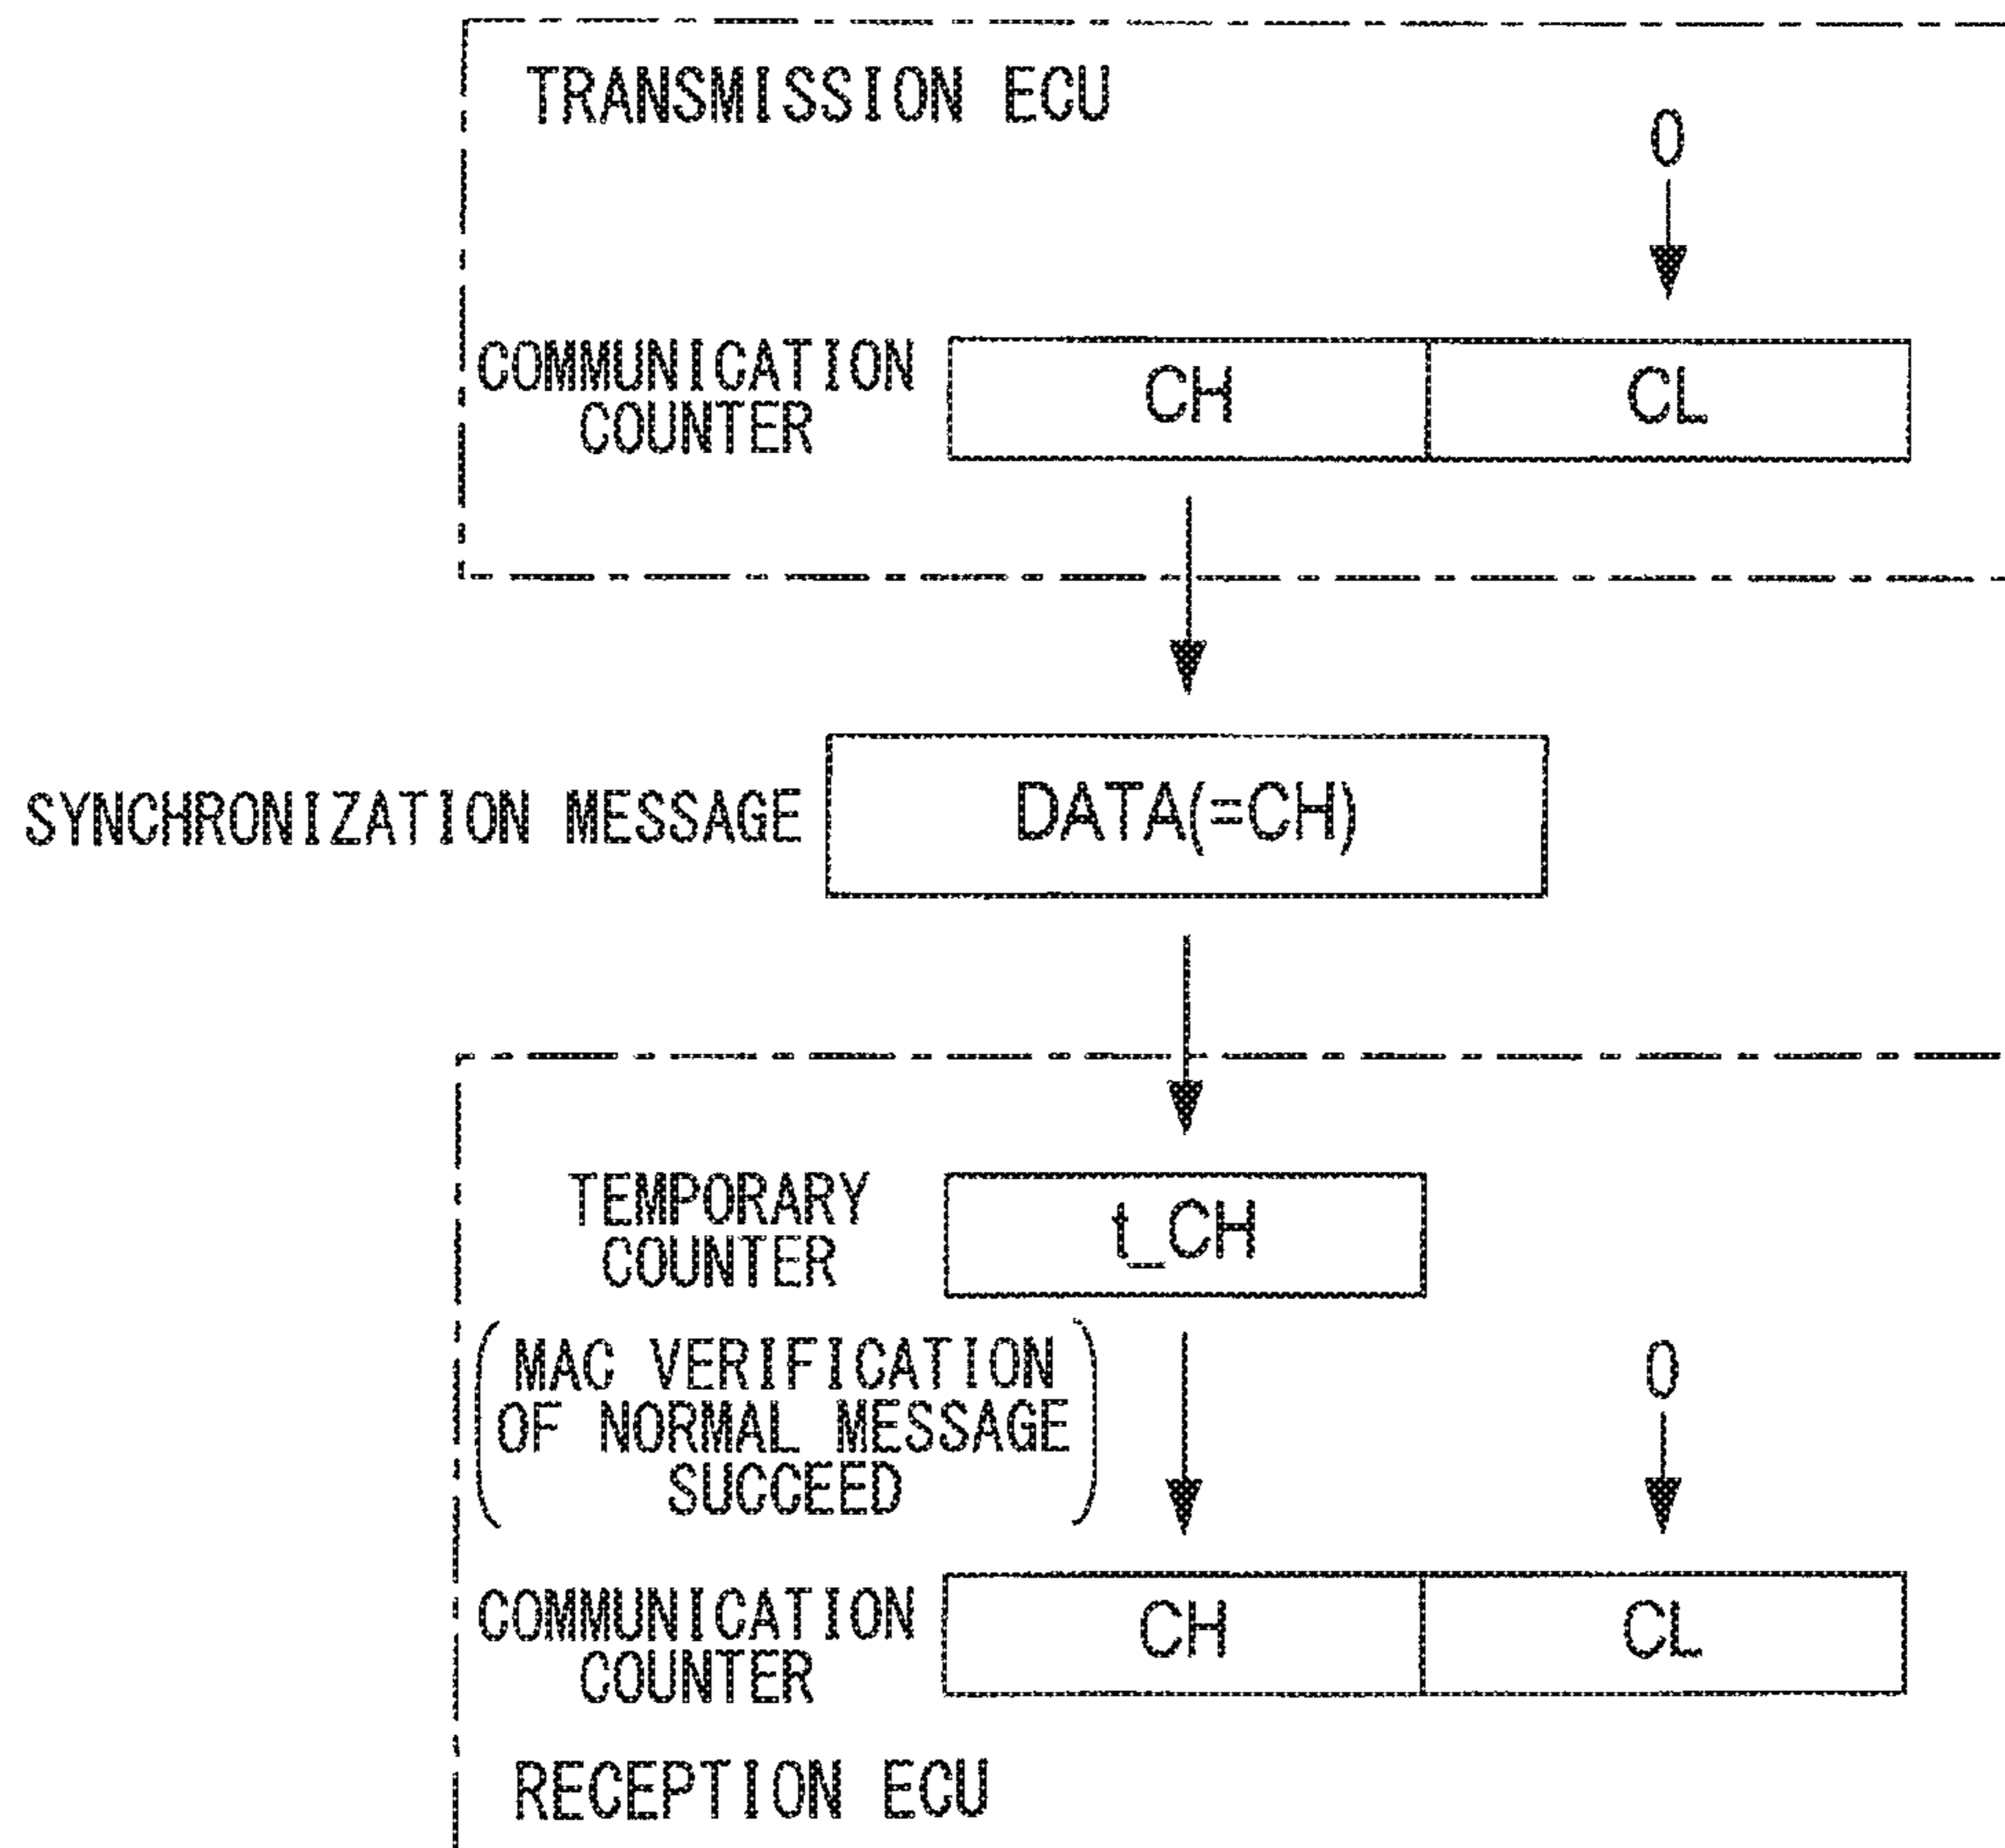 TRANSMISSION ECU
0
COMMUNICATION
COUNTER
CH
CL
SYNCHRONIZATION MESSAGE
DATA(=CH)
TEMPORARY
COUNTER
t_CH
MAC VERIFICATION
OF NORMAL MESSAGE
SUCCEED
0
COMMUNICATION
COUNTER
CH
CL
RECEPTION ECU